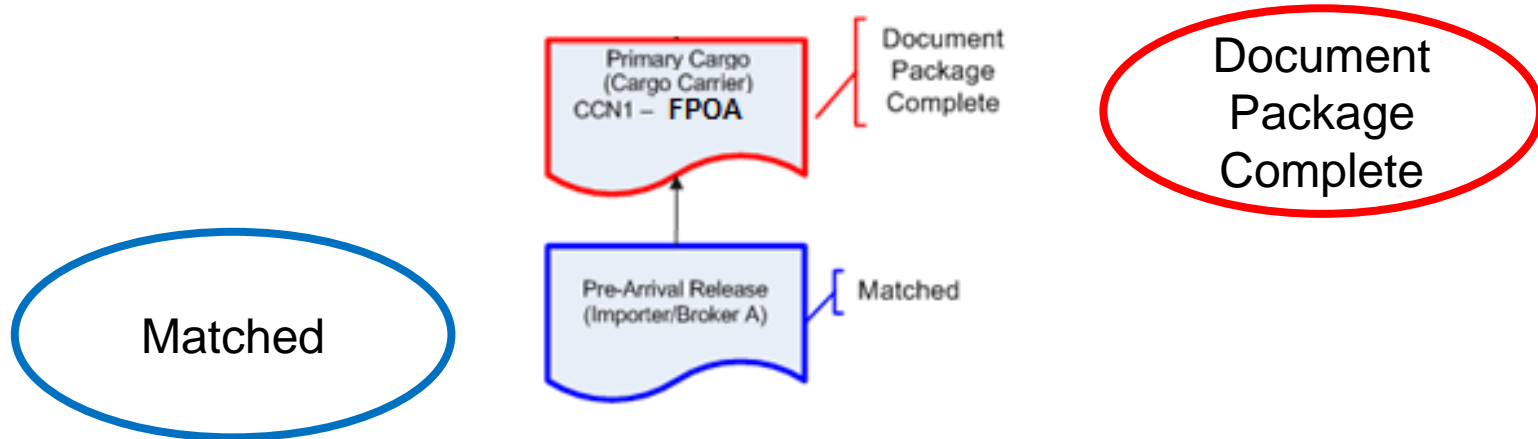 Primary Cargo
(Cargo Carrier)
CCN1 – FPOA
Document
Package
Complete
Document
Package
Complete
Pre-Arrival Release
(Importer/Broker A)
Matched
Matched